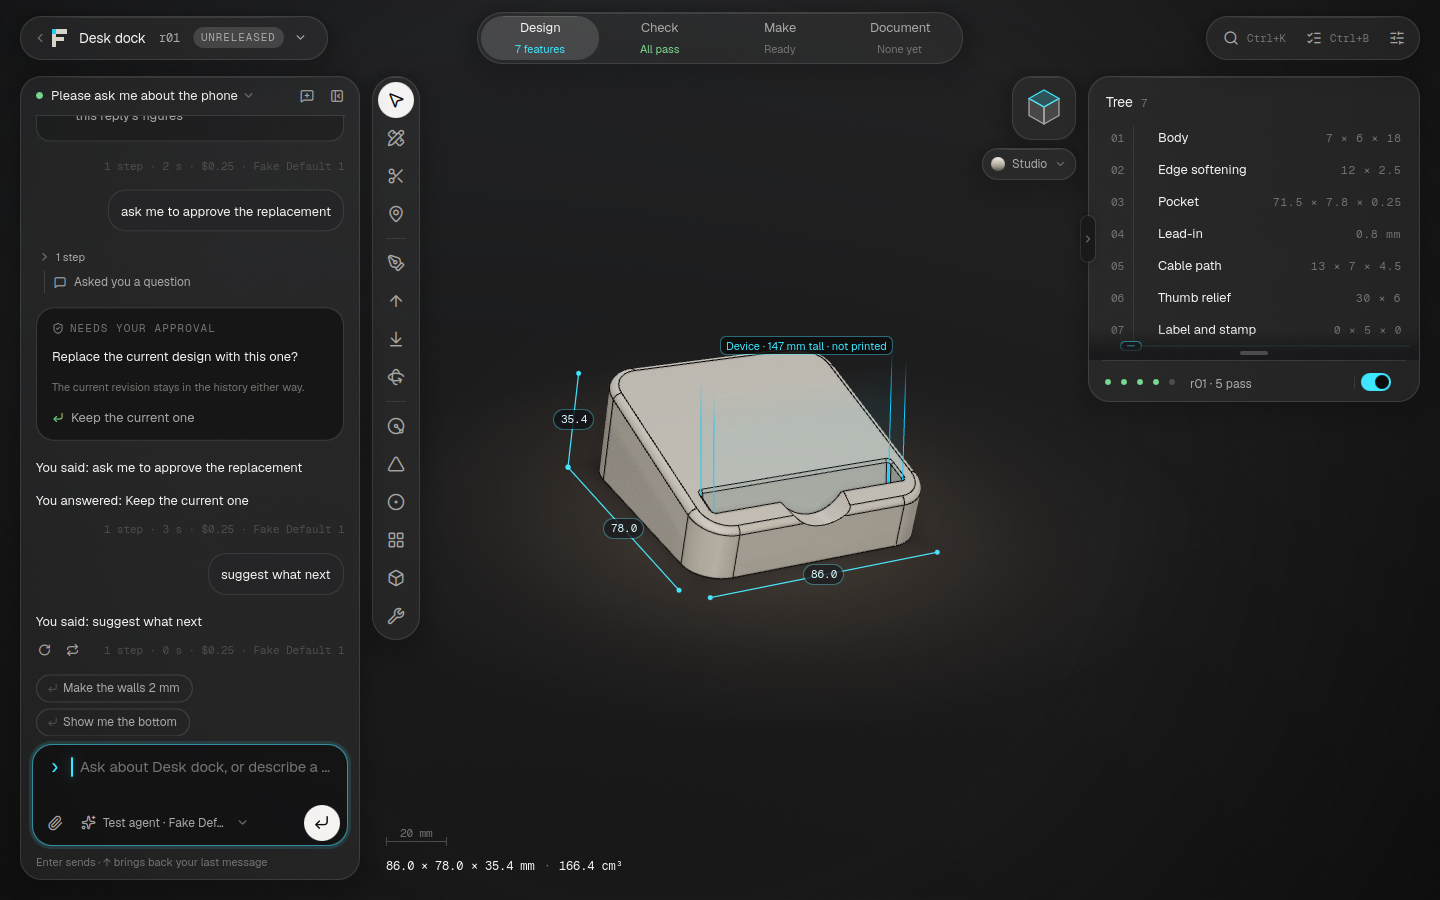 Desk dock r01 UNRELEASED
Design
7 features
Check
All pass
Make
Ready
Document
None yet
Ctrl+K
Ctrl+B
Please ask me about the phone
this reply's figures
1 step · 2 s · $0.25 · Fake Default 1
ask me to approve the replacement
1 step
Asked you a question
NEEDS YOUR APPROVAL
Replace the current design with this one?
The current revision stays in the history either way.
Keep the current one
You said: ask me to approve the replacement
You answered: Keep the current one
1 step · 3 s · $0.25 · Fake Default 1
suggest what next
You said: suggest what next
1 step · 0 s · $0.25 · Fake Default 1
Make the walls 2 mm
Show me the bottom
Ask about Desk dock, or describe a ...
Test agent · Fake Def...
Enter sends · ↑ brings back your last message
Device · 147 mm tall · not printed
35.4
78.0
86.0
20 mm
86.0 × 78.0 × 35.4 mm · 166.4 cm³
Studio
Tree 7
01 Body 7 × 6 × 18
02 Edge softening 12 × 2.5
03 Pocket 71.5 × 7.8 × 0.25
04 Lead-in 0.8 mm
05 Cable path 13 × 7 × 4.5
06 Thumb relief 30 × 6
07 Label and stamp 0 × 5 × 0
r01 · 5 pass